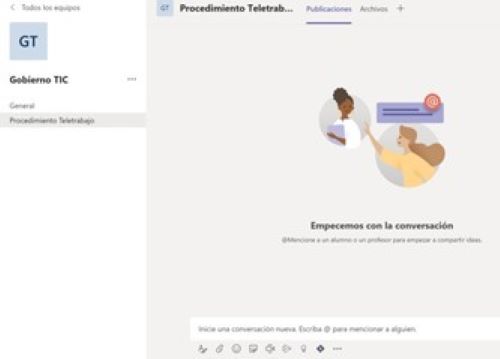 Todos los equipos
GT
Gobierno TIC
General
Procedimiento Teletrabajo
GT Procedimiento Teletrab... Publicaciones Archivos +
@
Empecemos con la conversación
@Mencione a un alumno o un profesor para empezar a compartir ideas.
Inicie una conversación nueva. Escriba @ para mencionar a alguien.